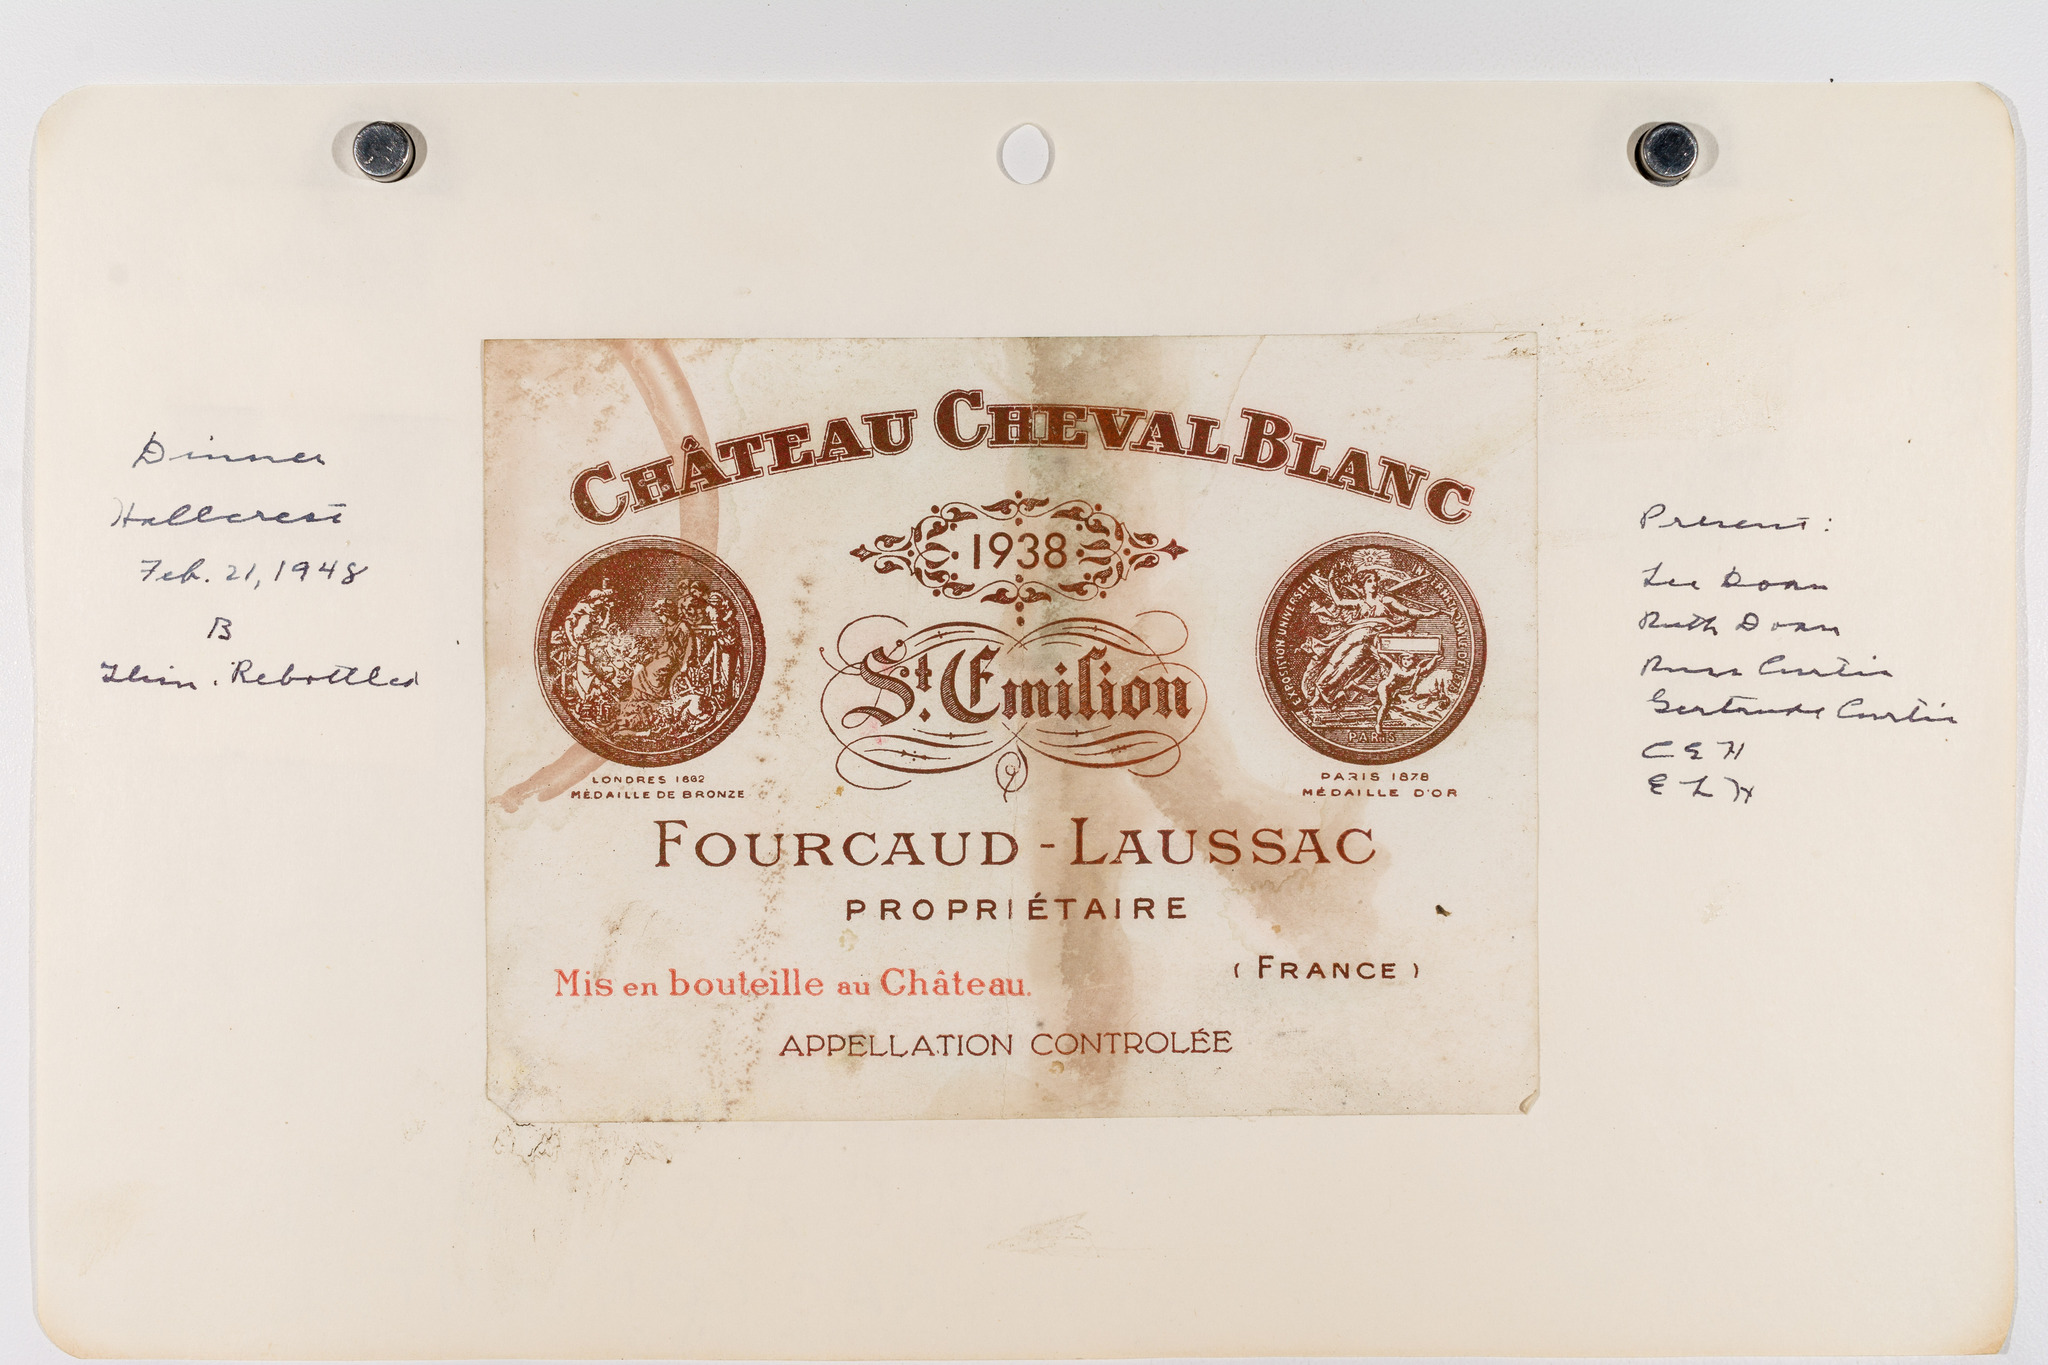 Dinner
Hallcrest
Feb. 21, 1948
B
Thin. Rebottled
CHÂTEAU CHEVAL BLANC
1938
St. Emilion
EXPOSITION UNIVERSELLE INTERNATIONALE DE 1878
PARIS
LONDRES 1862
MÉDAILLE DE BRONZE
PARIS 1878
MÉDAILLE D'OR
FOURCAUD - LAUSSAC
PROPRIÉTAIRE
(FRANCE)
Mis en bouteille au Château.
APPELLATION CONTROLÉE
Present:
Lee Doan
Ruth Doan
Russ Curtis
Gertrude Curtis
C E H
E L H